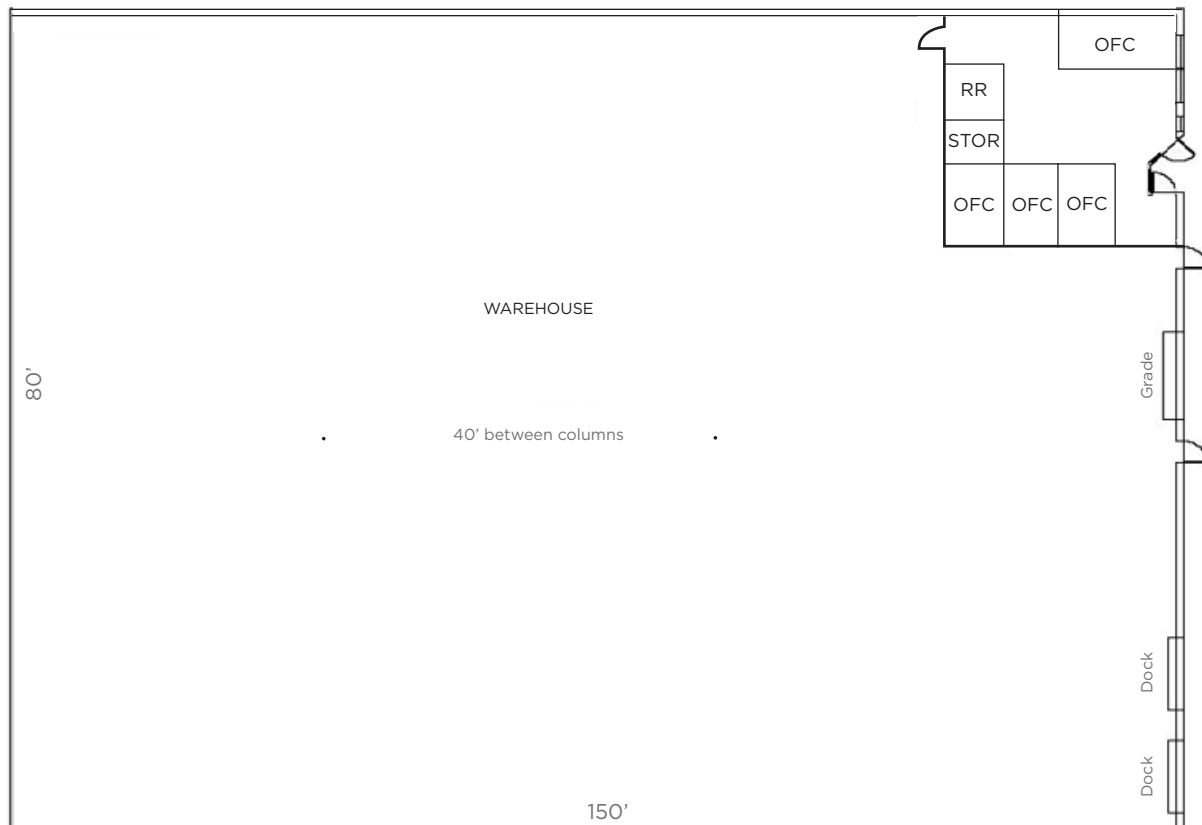 OFC
RR
STOR
OFC OFC OFC
WAREHOUSE
80’
Grade
40’ between columns
Dock
Dock
150’